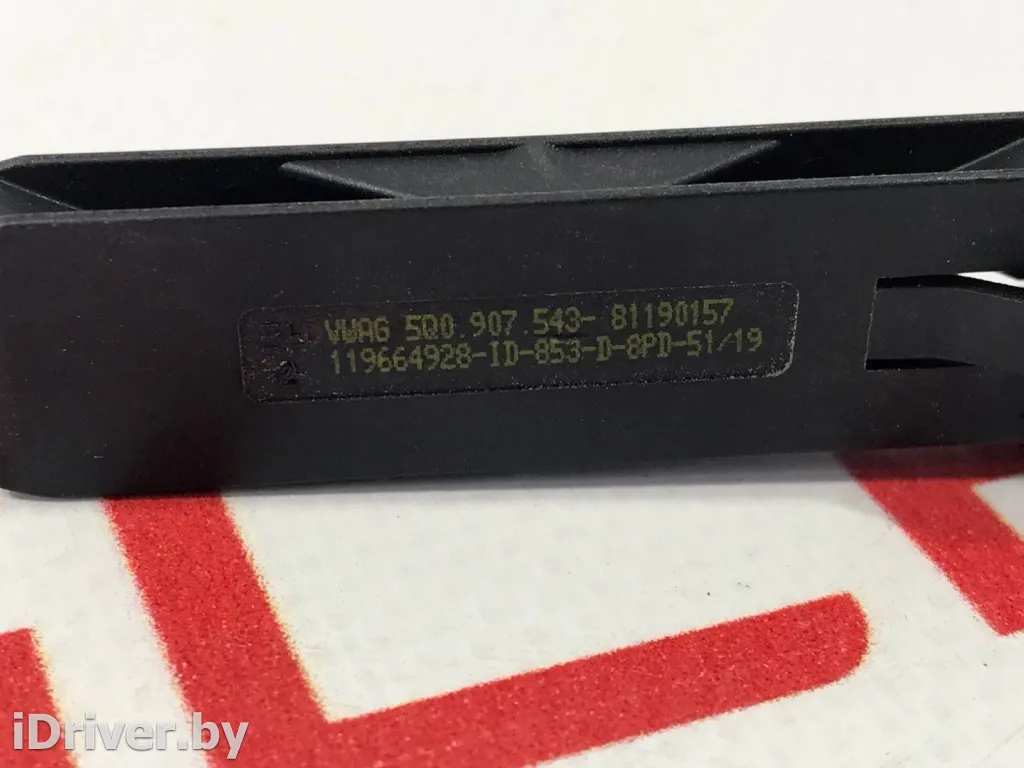 VWAG 5Q0.907.543- 81190157
119664928-ID-853-D-8PD-51/19
iDriver.by